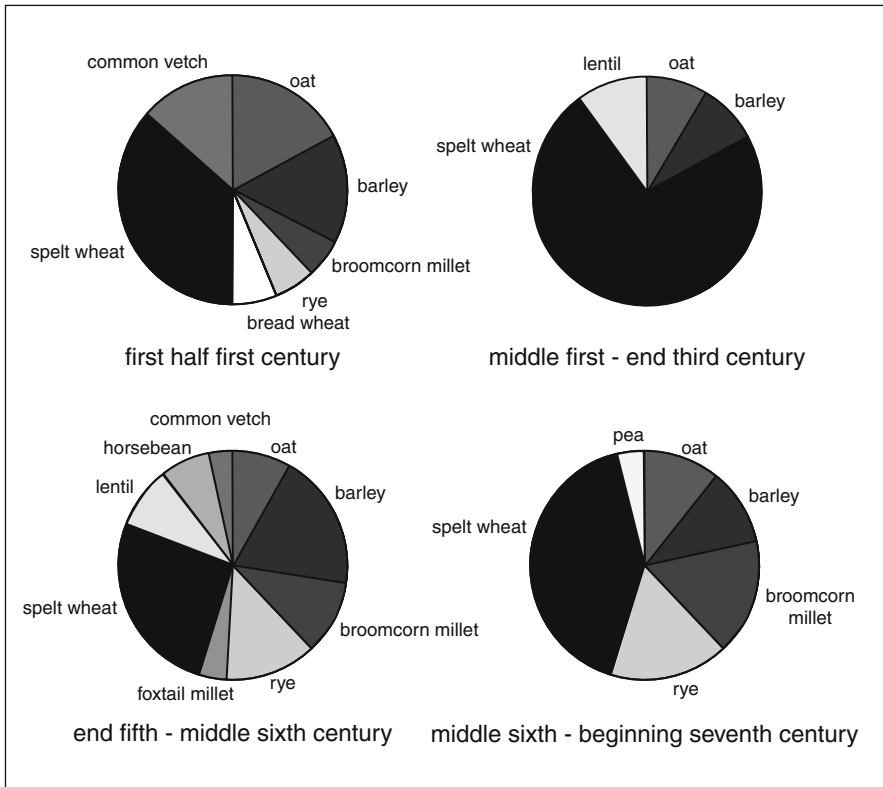 common vetch
oat
barley
broomcorn millet
rye
bread wheat
spelt wheat
first half first century
lentil
oat
barley
spelt wheat
middle first - end third century
common vetch
horsebean
oat
lentil
barley
spelt wheat
broomcorn millet
rye
foxtail millet
end fifth - middle sixth century
pea
oat
barley
spelt wheat
broomcorn
millet
rye
middle sixth - beginning seventh century